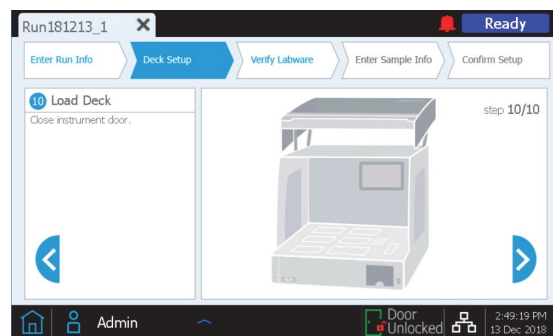 Run181213_1
Ready
Enter Run Info
Deck Setup
Verify Labware
Enter Sample Info
Confirm Setup
10 Load Deck
Close instrument door.
step 10/10
Admin
Door
Unlocked
2:49:19 PM
13 Dec 2018